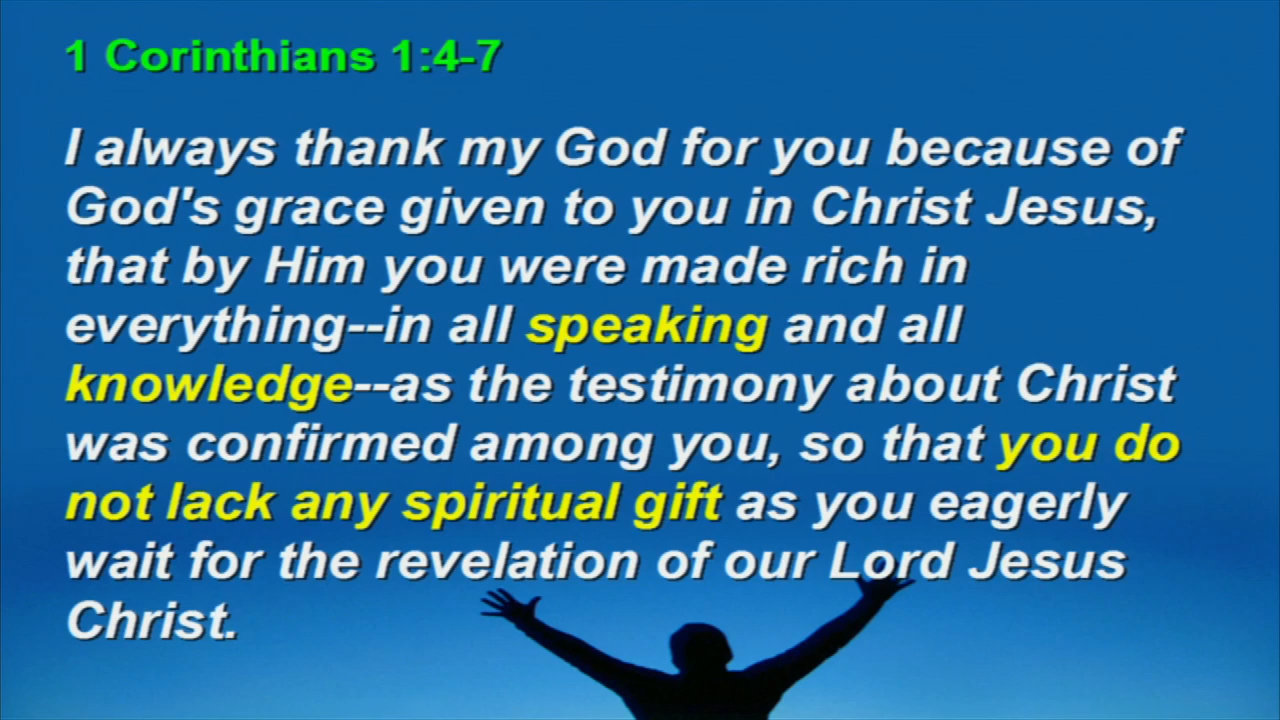 1 Corinthians 1:4-7
I always thank my God for you because of
God's grace given to you in Christ Jesus,
that by Him you were made rich in
everything--in all speaking and all
knowledge--as the testimony about Christ
was confirmed among you, so that you do
not lack any spiritual gift as you eagerly
wait for the revelation of our Lord Jesus
Christ.